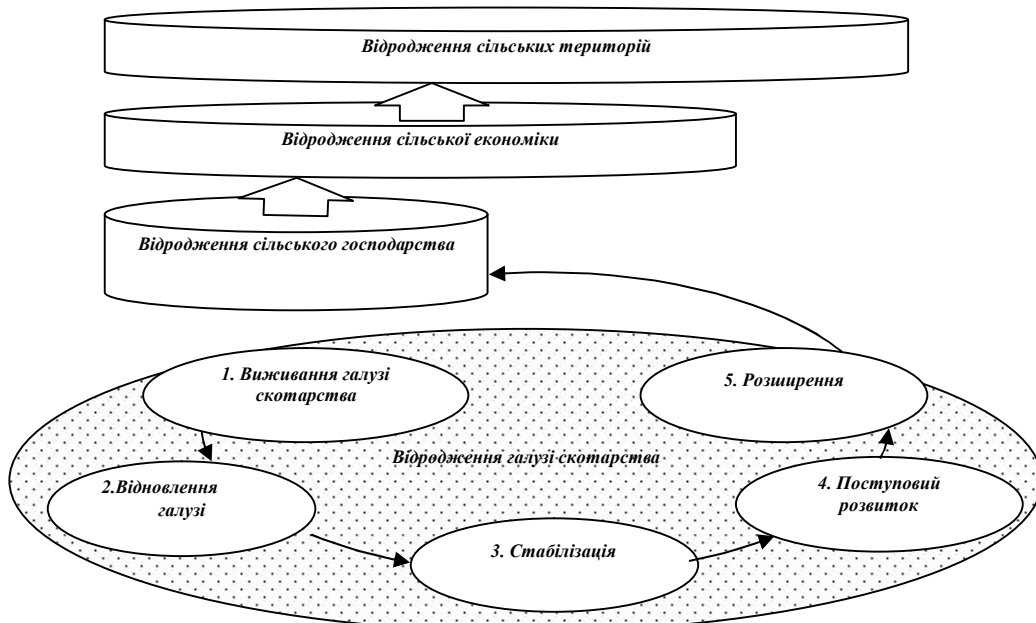 Відродження сільських територій
Відродження сільської економіки
Відродження сільського господарства
1. Виживання галузі
скотарства
5. Розширення
Відродження галузі скотарства
2.Відновлення
галузі
4. Поступовий
розвиток
3. Стабілізація